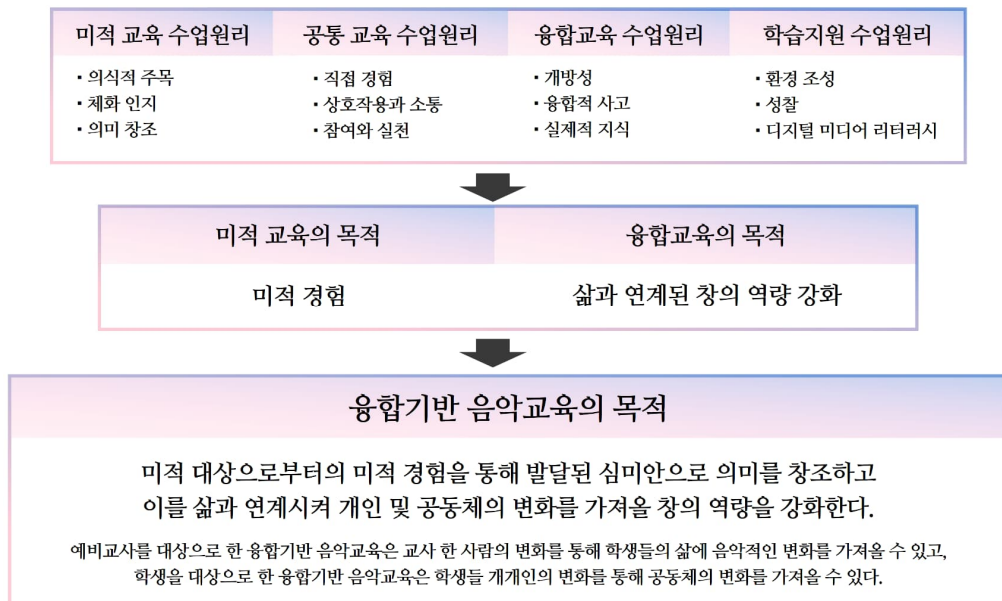 미적 교육 수업원리
· 의식적 주목
· 체화 인지
· 의미 창조
공통 교육 수업원리
· 직접 경험
· 상호작용과 소통
· 참여와 실천
융합교육 수업원리
· 개방성
· 융합적 사고
· 실제적 지식
학습지원 수업원리
· 환경 조성
· 성찰
· 디지털 미디어 리터러시
미적 교육의 목적
미적 경험
융합교육의 목적
삶과 연계된 창의 역량 강화
융합기반 음악교육의 목적
미적 대상으로부터의 미적 경험을 통해 발달된 심미안으로 의미를 창조하고
이를 삶과 연계시켜 개인 및 공동체의 변화를 가져올 창의 역량을 강화한다.
예비교사를 대상으로 한 융합기반 음악교육은 교사 한 사람의 변화를 통해 학생들의 삶에 음악적인 변화를 가져올 수 있고,
학생을 대상으로 한 융합기반 음악교육은 학생들 개개인의 변화를 통해 공동체의 변화를 가져올 수 있다.